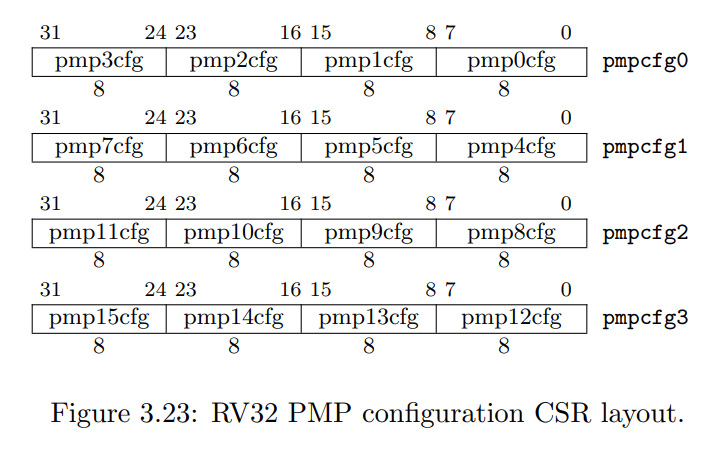 31 24 23 16 15 8 7 0
pmp3cfg pmp2cfg pmp1cfg pmp0cfg pmpcfg0
8 8 8 8
31 24 23 16 15 8 7 0
pmp7cfg pmp6cfg pmp5cfg pmp4cfg pmpcfg1
8 8 8 8
31 24 23 16 15 8 7 0
pmp11cfg pmp10cfg pmp9cfg pmp8cfg pmpcfg2
8 8 8 8
31 24 23 16 15 8 7 0
pmp15cfg pmp14cfg pmp13cfg pmp12cfg pmpcfg3
8 8 8 8
Figure 3.23: RV32 PMP configuration CSR layout.